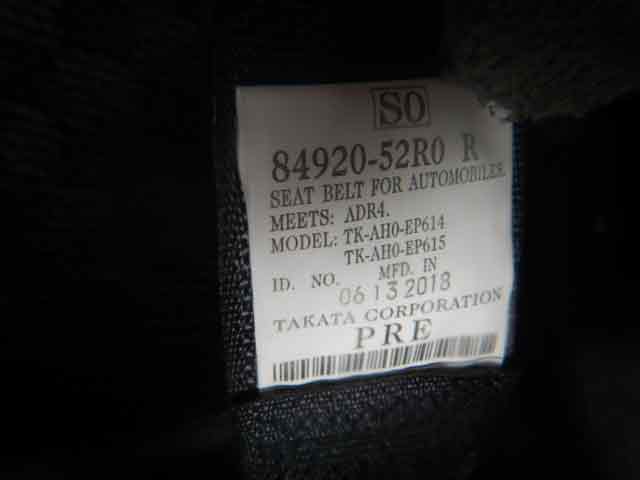 S0
84920-52R0 R
SEAT BELT FOR AUTOMOBILES.
MEETS: ADR4.
MODEL: TK-AH0-EP614
TK-AH0-EP615
ID. NO. MFD. IN
06 13 2018
TAKATA CORPORATION
PRE